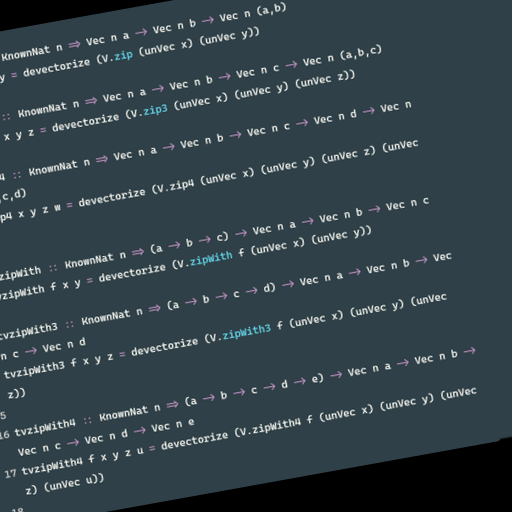 KnownNat n ⇒ Vec n a → Vec n b → Vec n (a,b)
y = devectorize (V.zip (unVec x) (unVec y))
:: KnownNat n ⇒ Vec n a → Vec n b → Vec n c → Vec n (a,b,c)
x y z = devectorize (V.zip3 (unVec x) (unVec y) (unVec z))
4 :: KnownNat n ⇒ Vec n a → Vec n b → Vec n c → Vec n d → Vec n
,c,d)
p4 x y z w = devectorize (V.zip4 (unVec x) (unVec y) (unVec z) (unVec
zipWith :: KnownNat n ⇒ (a → b → c) → Vec n a → Vec n b → Vec n c
vzipWith f x y = devectorize (V.zipWith f (unVec x) (unVec y))
tvzipWith3 :: KnownNat n ⇒ (a → b → c → d) → Vec n a → Vec n b → Vec
n c → Vec n d
tvzipWith3 f x y z = devectorize (V.zipWith3 f (unVec x) (unVec y) (unVec
z))
5
16 tvzipWith4 :: KnownNat n ⇒ (a → b → c → d → e) → Vec n a → Vec n b →
Vec n c → Vec n d → Vec n e
17 tvzipWith4 f x y z u = devectorize (V.zipWith4 f (unVec x) (unVec y) (unVec
z) (unVec u))
18